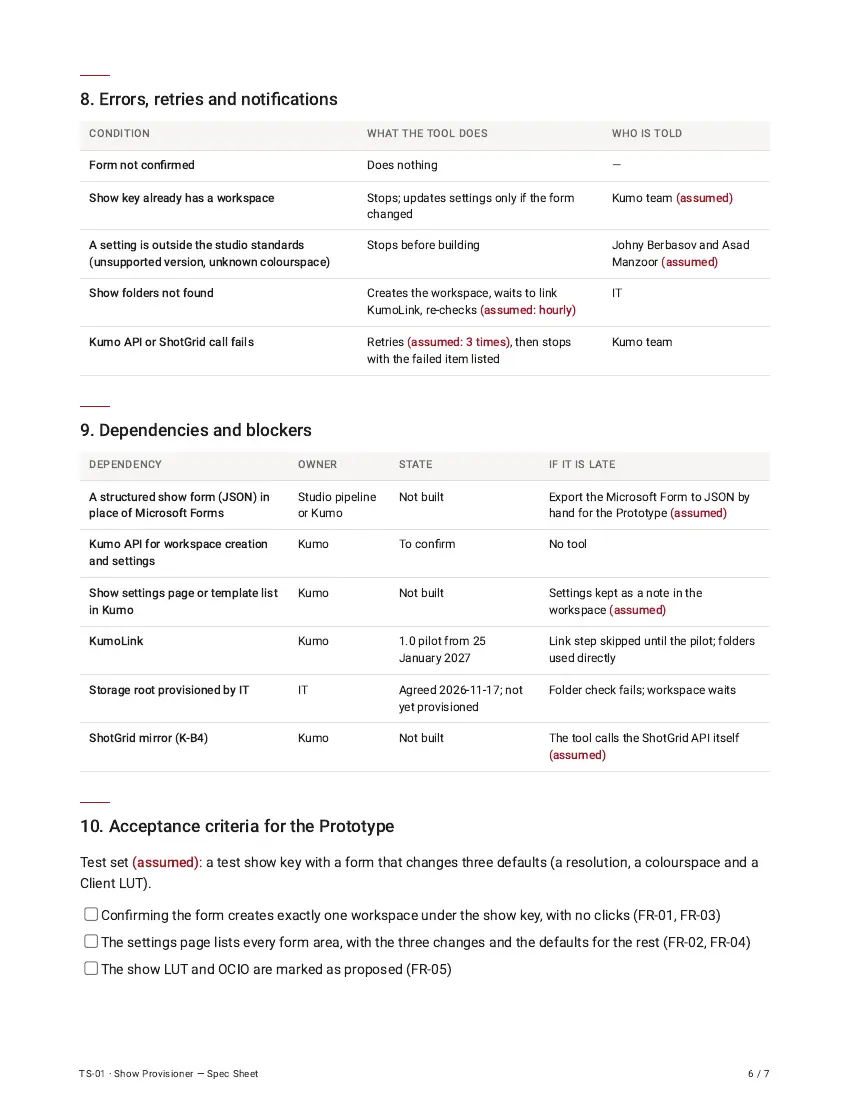 8. Errors, retries and notifications
CONDITION WHAT THE TOOL DOES WHO IS TOLD
Form not confirmed Does nothing —
Show key already has a workspace Stops; updates settings only if the form Kumo team (assumed)
changed
A setting is outside the studio standards Stops before building Johny Berbasov and Asad
(unsupported version, unknown colourspace) Manzoor (assumed)
Show folders not found Creates the workspace, waits to link IT
KumoLink, re-checks (assumed: hourly)
Kumo API or ShotGrid call fails Retries (assumed: 3 times), then stops Kumo team
with the failed item listed
9. Dependencies and blockers
DEPENDENCY OWNER STATE IF IT IS LATE
A structured show form (JSON) in Studio pipeline Not built Export the Microsoft Form to JSON by
place of Microsoft Forms or Kumo hand for the Prototype (assumed)
Kumo API for workspace creation Kumo To confirm No tool
and settings
Show settings page or template list Kumo Not built Settings kept as a note in the
in Kumo workspace (assumed)
KumoLink Kumo 1.0 pilot from 25 Link step skipped until the pilot; folders
January 2027 used directly
Storage root provisioned by IT IT Agreed 2026-11-17; not Folder check fails; workspace waits
yet provisioned
ShotGrid mirror (K-B4) Kumo Not built The tool calls the ShotGrid API itself
(assumed)
10. Acceptance criteria for the Prototype
Test set (assumed): a test show key with a form that changes three defaults (a resolution, a colourspace and a
Client LUT).
Confirming the form creates exactly one workspace under the show key, with no clicks (FR-01, FR-03)
The settings page lists every form area, with the three changes and the defaults for the rest (FR-02, FR-04)
The show LUT and OCIO are marked as proposed (FR-05)
TS-01 · Show Provisioner — Spec Sheet 6 / 7